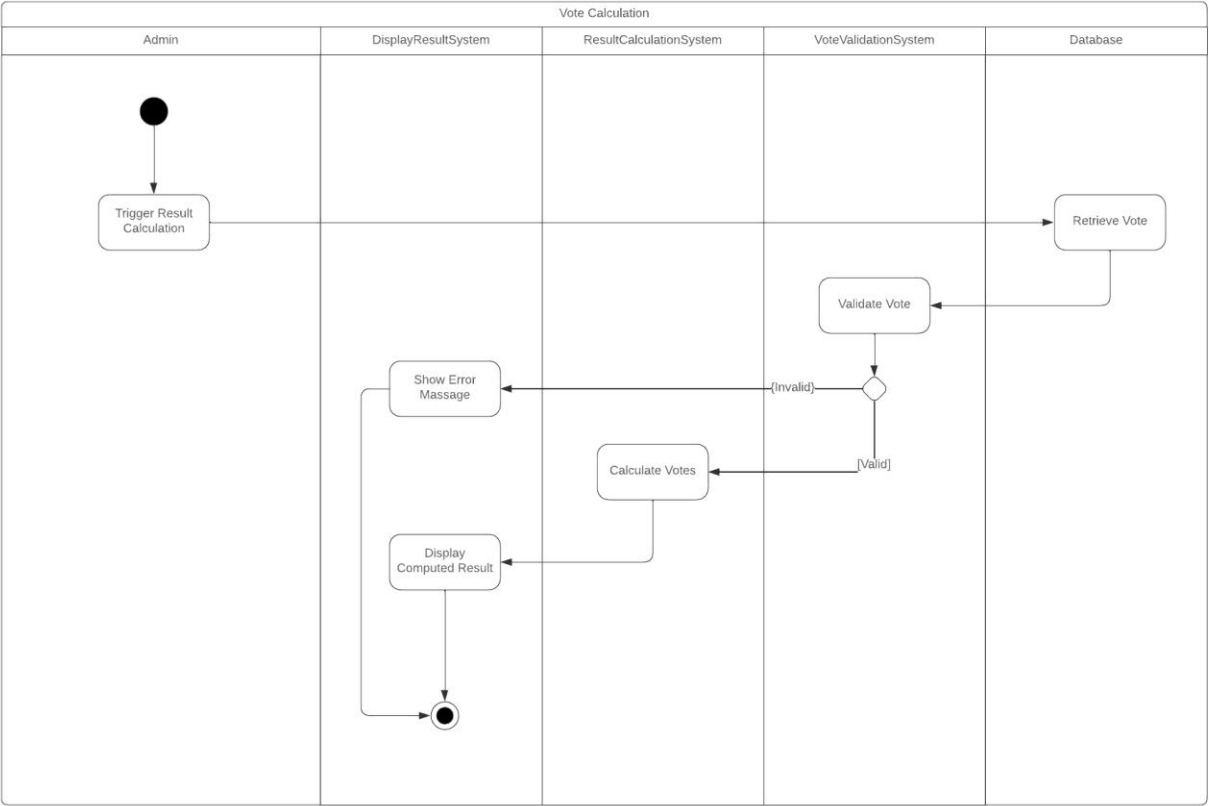 Vote Calculation
Admin
DisplayResultSystem
ResultCalculationSystem
VoteValidationSystem
Database
Trigger Result
Calculation
Retrieve Vote
Validate Vote
Show Error
Massage
{Invalid}
[Valid]
Calculate Votes
Display
Computed Result